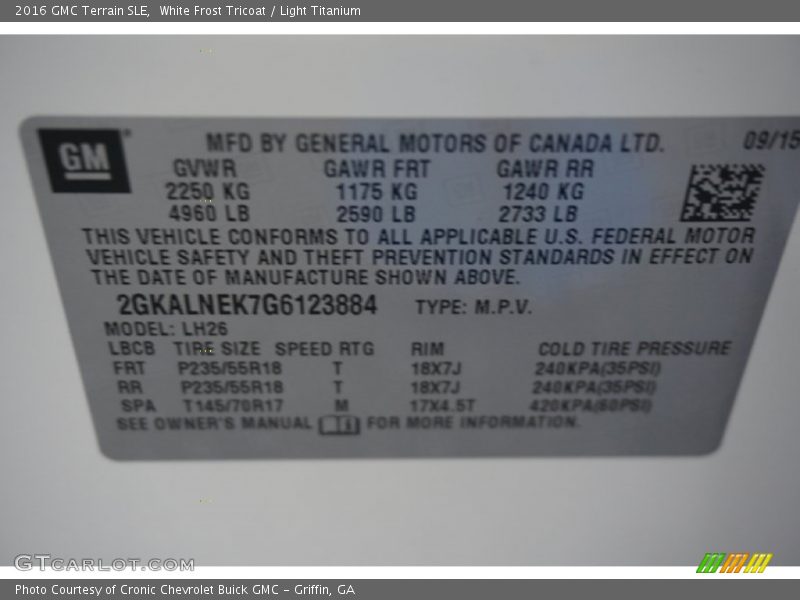 2016 GMC Terrain SLE,  White Frost Tricoat / Light Titanium
GM® MFD BY GENERAL MOTORS OF CANADA LTD. 09/15
GVWR GAWR FRT GAWR RR
2250 KG 1175 KG 1240 KG
4960 LB 2590 LB 2733 LB
THIS VEHICLE CONFORMS TO ALL APPLICABLE U.S. FEDERAL MOTOR
VEHICLE SAFETY AND THEFT PREVENTION STANDARDS IN EFFECT ON
THE DATE OF MANUFACTURE SHOWN ABOVE.
2GKALNEK7G6123884 TYPE: M.P.V.
MODEL: LH26
LBCB TIRE SIZE SPEED RTG RIM COLD TIRE PRESSURE
FRT P235/55R18 T 18X7J 240KPA(35PSI)
RR P235/55R18 T 18X7J 240KPA(35PSI)
SPA T145/70R17 M 17X4.5T 420KPA(60PSI)
SEE OWNER'S MANUAL FOR MORE INFORMATION.
GTCARLOT.COM
Photo Courtesy of Cronic Chevrolet Buick GMC – Griffin, GA